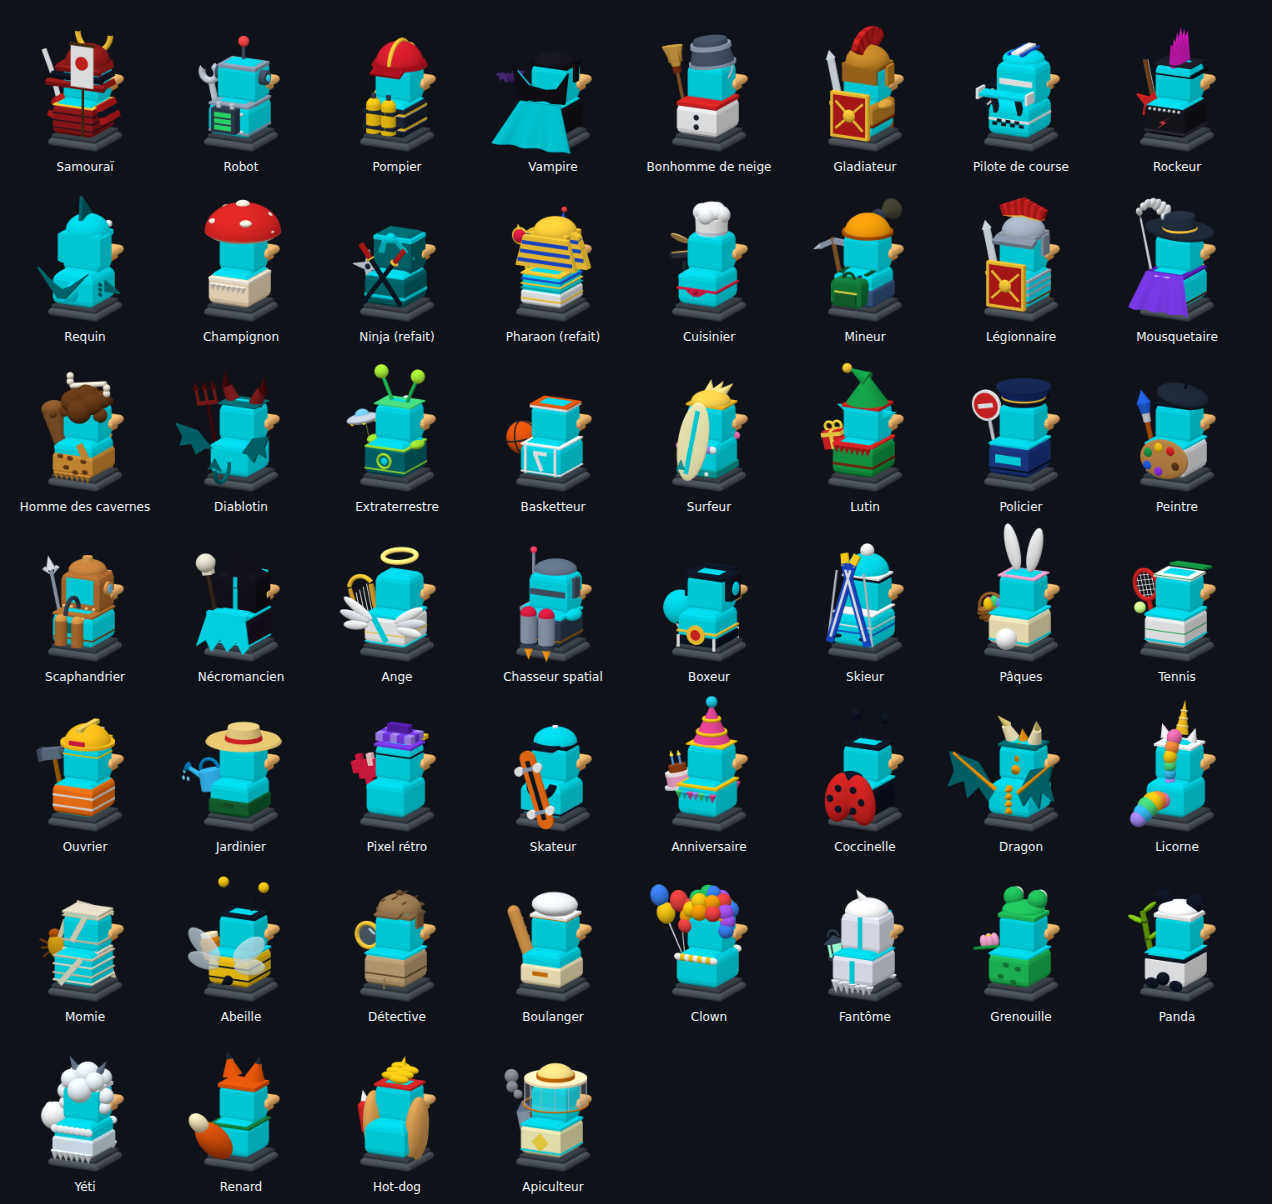 Samouraï
Robot
Pompier
Vampire
Bonhomme de neige
Gladiateur
Pilote de course
Rockeur
Requin
Champignon
Ninja (refait)
Pharaon (refait)
Cuisinier
Mineur
Légionnaire
Mousquetaire
Homme des cavernes
Diablotin
Extraterrestre
Basketteur
Surfeur
Lutin
Policier
Peintre
Scaphandrier
Nécromancien
Ange
Chasseur spatial
Boxeur
Skieur
Pâques
Tennis
Ouvrier
Jardinier
Pixel rétro
Skateur
Anniversaire
Coccinelle
Dragon
Licorne
Momie
Abeille
Détective
Boulanger
Clown
Fantôme
Grenouille
Panda
Yéti
Renard
Hot-dog
Apiculteur